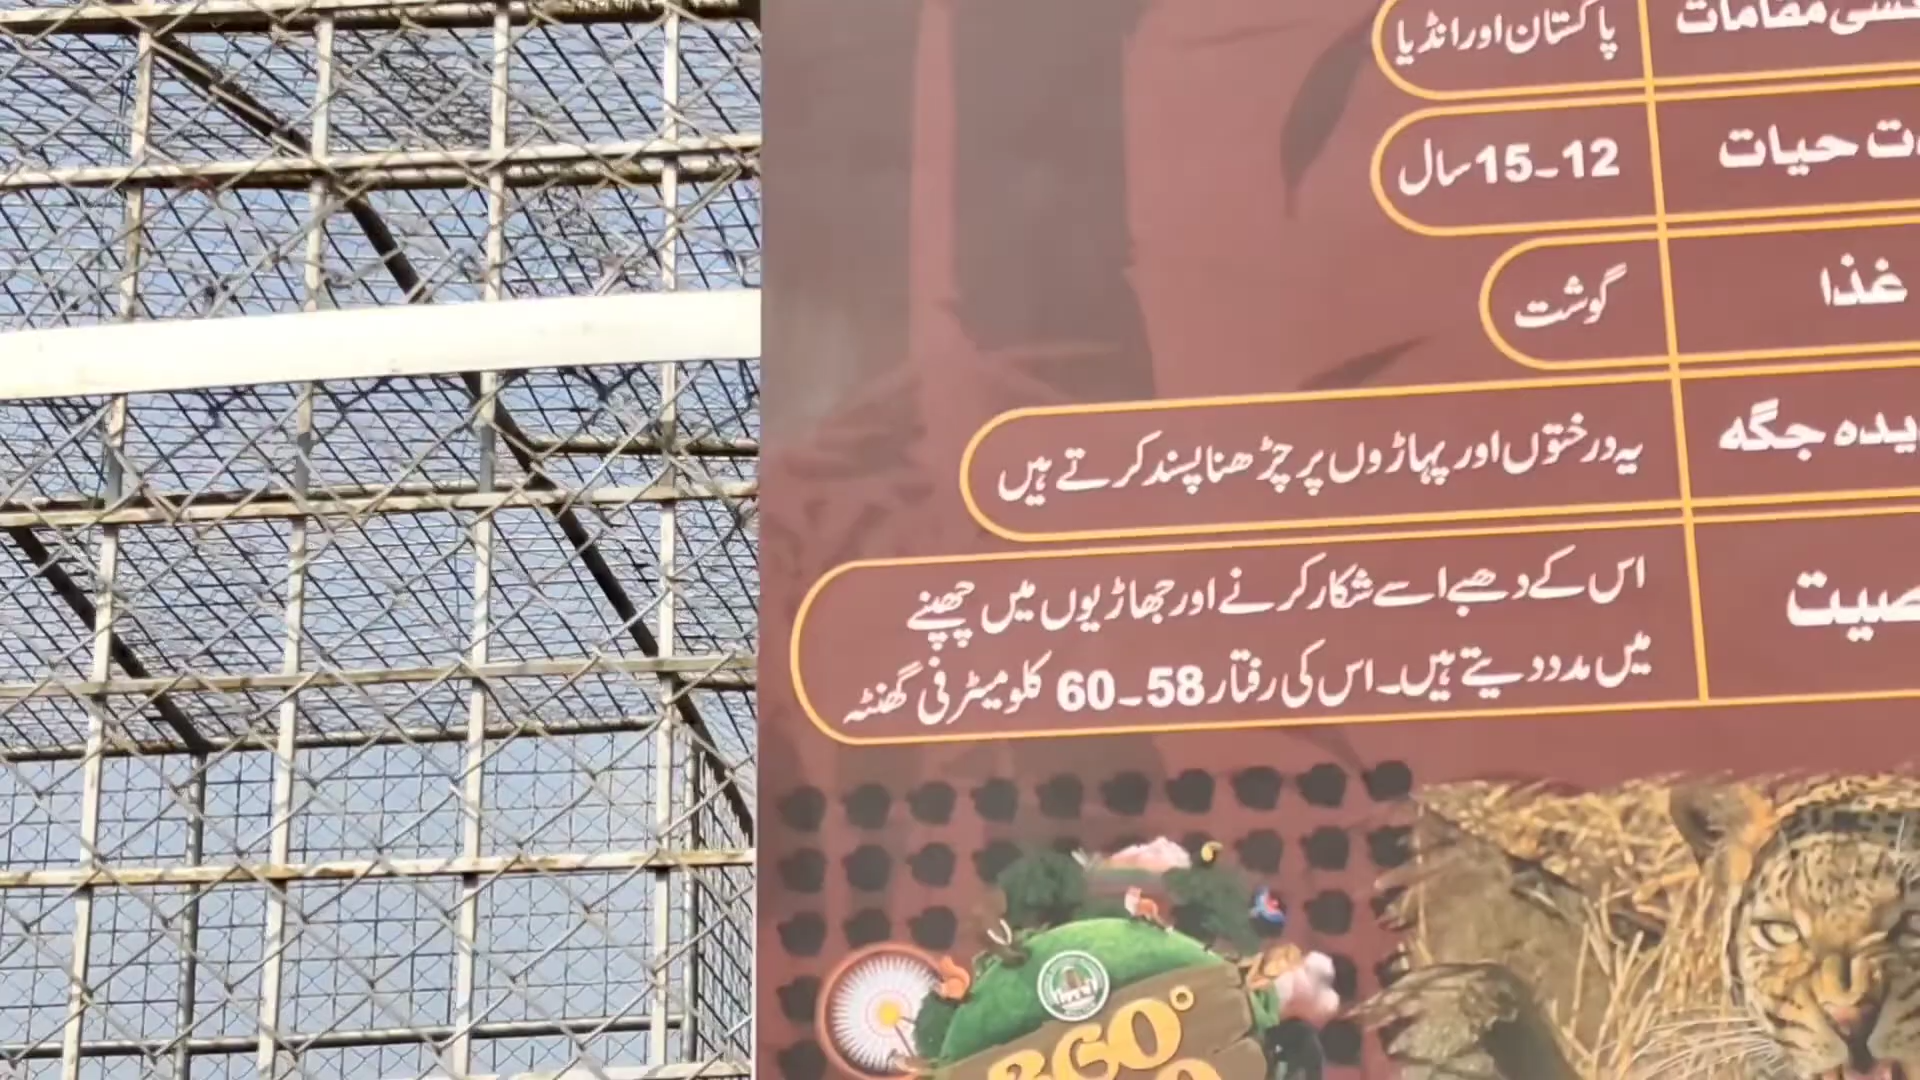 مقامات پاکستان اور انڈیا
حیات 12-15 سال
غذا گوشت
جگہ یہ درختوں اور پہاڑوں پر چڑھنا پسند کرتے ہیں
اس کے دھبے اسے شکار کرنے اور جھاڑیوں میں چھپنے
میں مدد دیتے ہیں۔ اس کی رفتار 58-60 کلومیٹر فی گھنٹہ
360°